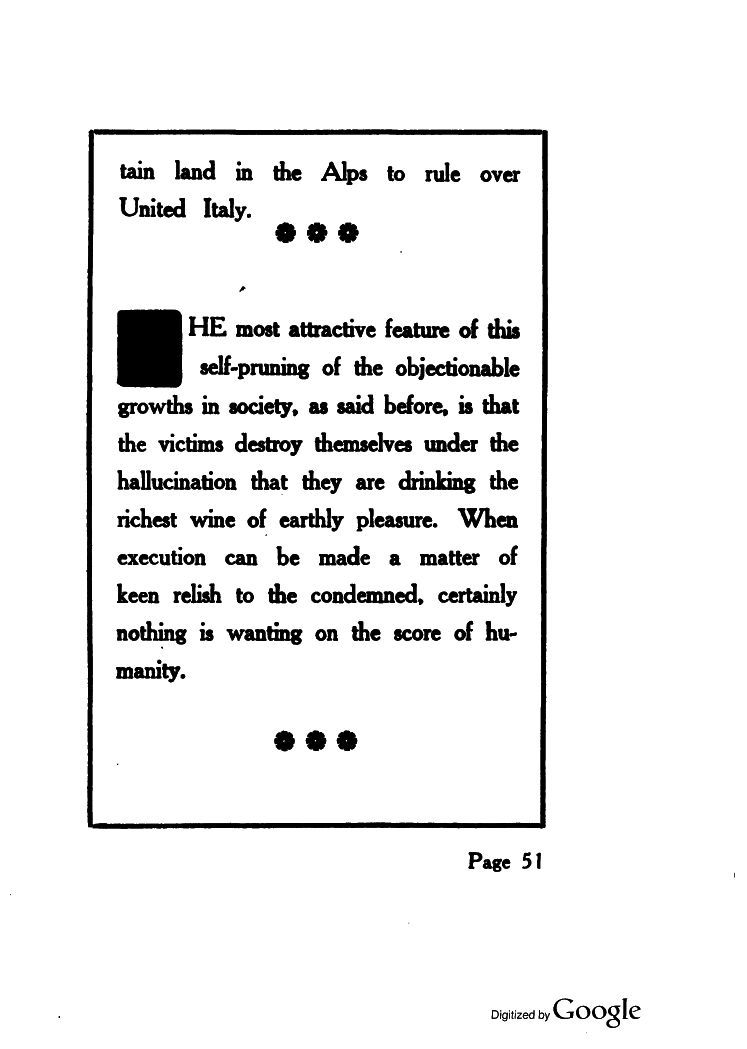 tain land in the Alps to rule over
United Italy.
HE most attractive feature of this
self-pruning of the objectionable
growths in society, as said before, is that
the victims destroy themselves under the
hallucination that they are drinking the
richest wine of earthly pleasure. When
execution can be made a matter of
keen relish to the condemned, certainly
nothing is wanting on the score of hu-
manity.
Page 51
Digitized by Google